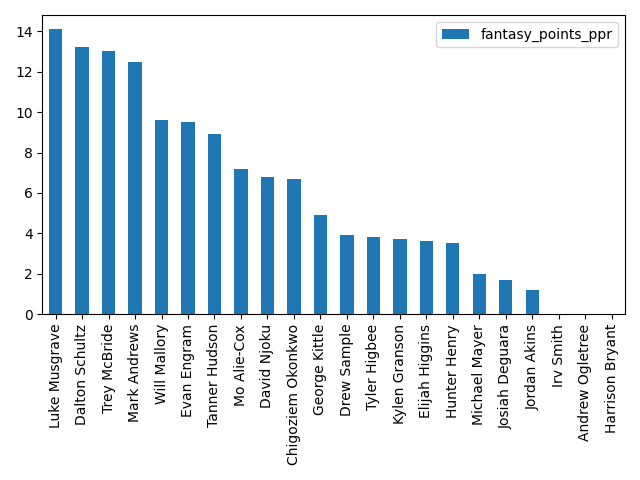 fantasy_points_ppr
14
12
10
8
6
4
2
0
Luke Musgrave
Dalton Schultz
Trey McBride
Mark Andrews
Will Mallory
Evan Engram
Tanner Hudson
Mo Alie-Cox
David Njoku
Chigoziem Okonkwo
George Kittle
Drew Sample
Tyler Higbee
Kylen Granson
Elijah Higgins
Hunter Henry
Michael Mayer
Josiah Deguara
Jordan Akins
Irv Smith
Andrew Ogletree
Harrison Bryant